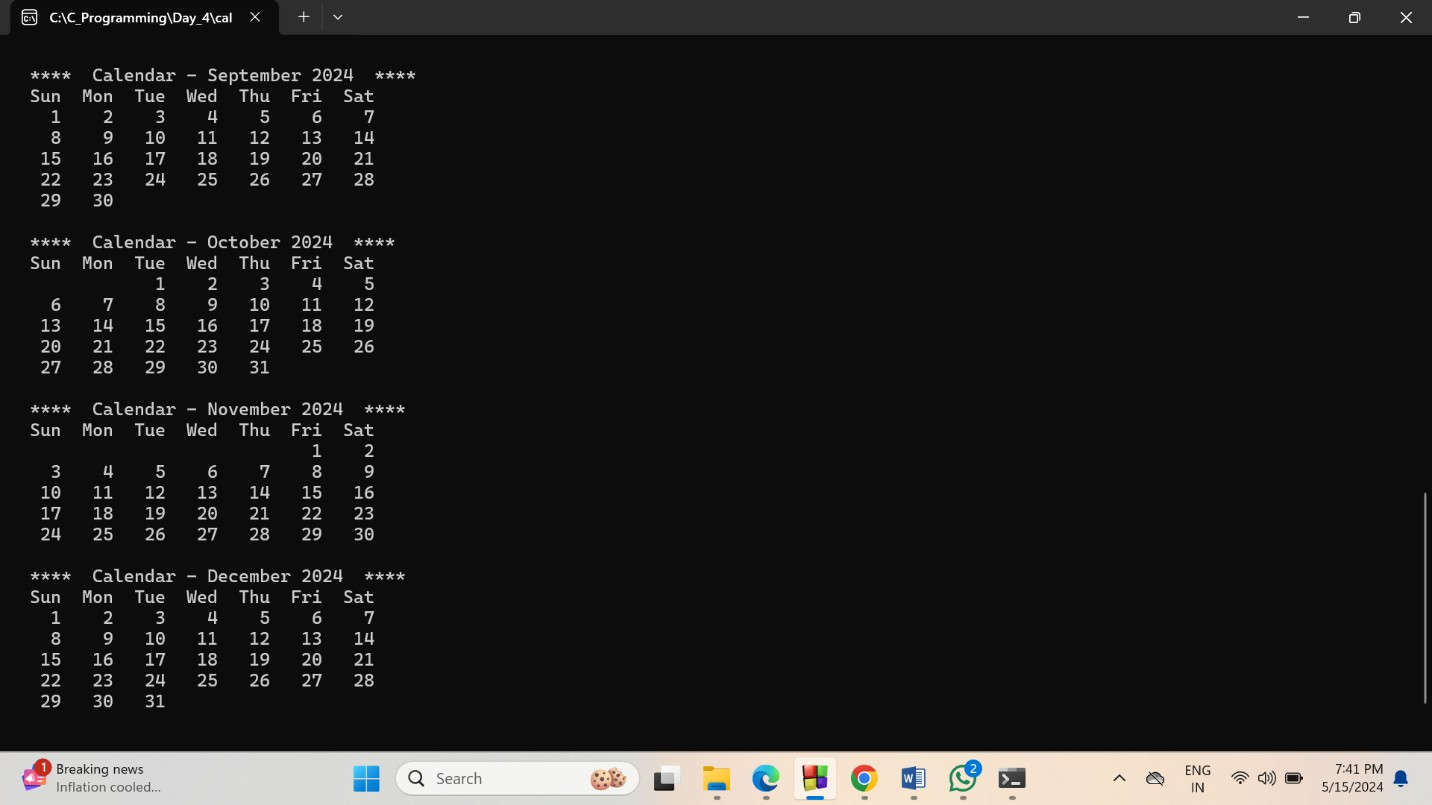 C:\C_Programming\Day_4\cal
**** Calendar - September 2024 ****
Sun Mon Tue Wed Thu Fri Sat
1 2 3 4 5 6 7
8 9 10 11 12 13 14
15 16 17 18 19 20 21
22 23 24 25 26 27 28
29 30
**** Calendar - October 2024 ****
Sun Mon Tue Wed Thu Fri Sat
1 2 3 4 5
6 7 8 9 10 11 12
13 14 15 16 17 18 19
20 21 22 23 24 25 26
27 28 29 30 31
**** Calendar - November 2024 ****
Sun Mon Tue Wed Thu Fri Sat
1 2
3 4 5 6 7 8 9
10 11 12 13 14 15 16
17 18 19 20 21 22 23
24 25 26 27 28 29 30
**** Calendar - December 2024 ****
Sun Mon Tue Wed Thu Fri Sat
1 2 3 4 5 6 7
8 9 10 11 12 13 14
15 16 17 18 19 20 21
22 23 24 25 26 27 28
29 30 31
1
Breaking news
Inflation cooled...
Search
2
ENG
IN
7:41 PM
5/15/2024